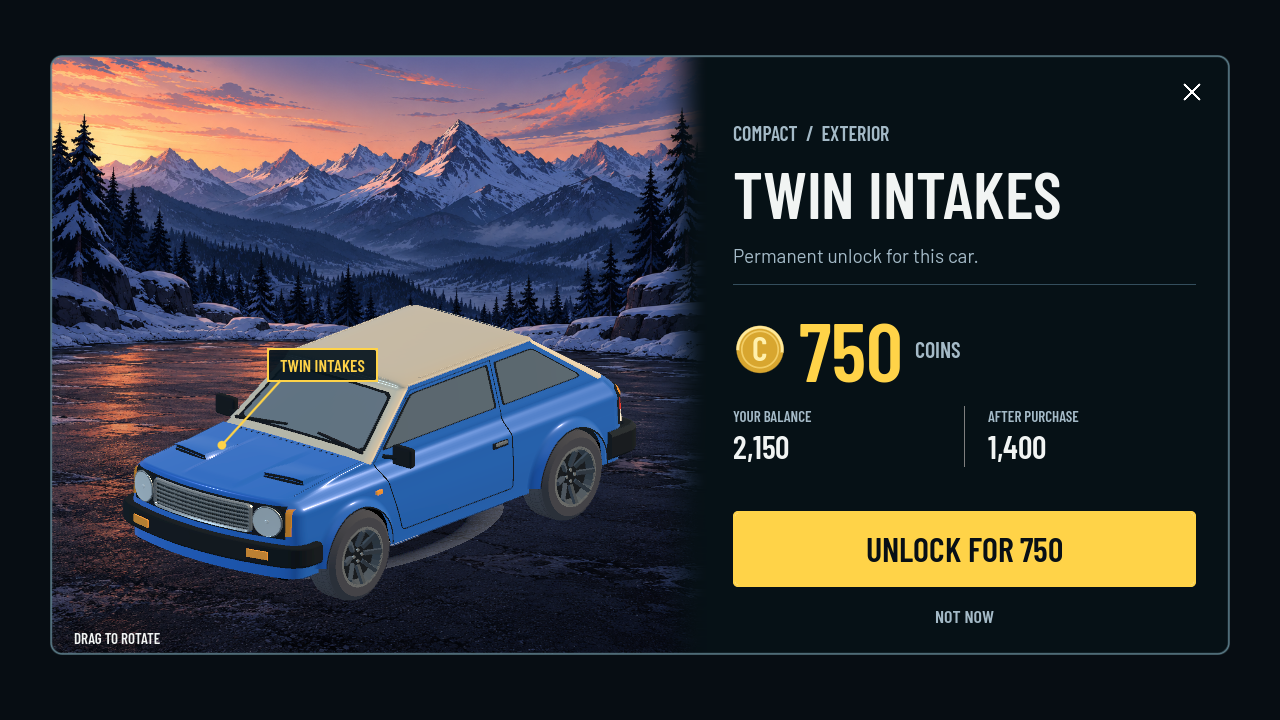 COMPACT / EXTERIOR
TWIN INTAKES
Permanent unlock for this car.
C 750 COINS
YOUR BALANCE
2,150
AFTER PURCHASE
1,400
UNLOCK FOR 750
NOT NOW
TWIN INTAKES
DRAG TO ROTATE